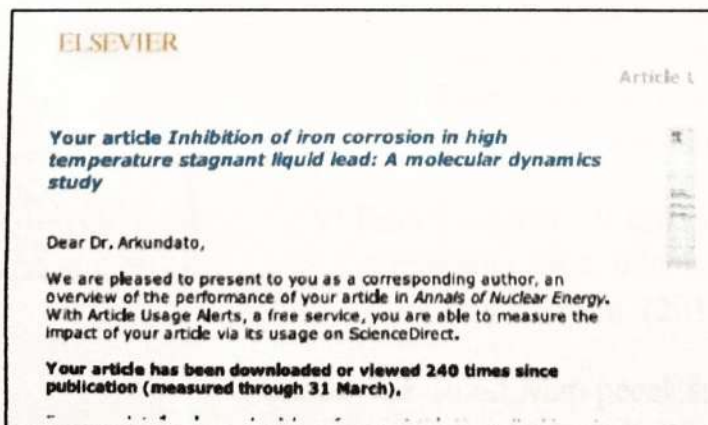 ELSEVIER
Article
Your article Inhibition of iron corrosion in high
temperature stagnant liquid lead: A molecular dynamics
study
Dear Dr. Arkundato,
We are pleased to present to you as a corresponding author, an
overview of the performance of your article in Annals of Nuclear Energy.
With Article Usage Alerts, a free service, you are able to measure the
impact of your article via its usage on ScienceDirect.
Your article has been downloaded or viewed 240 times since
publication (measured through 31 March).